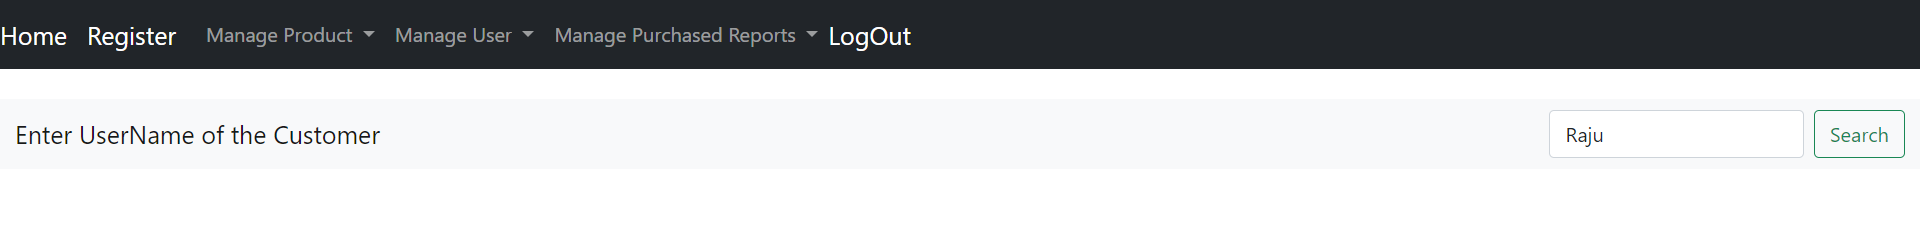 Home Register Manage Product Manage User Manage Purchased Reports LogOut
Enter UserName of the Customer Raju Search